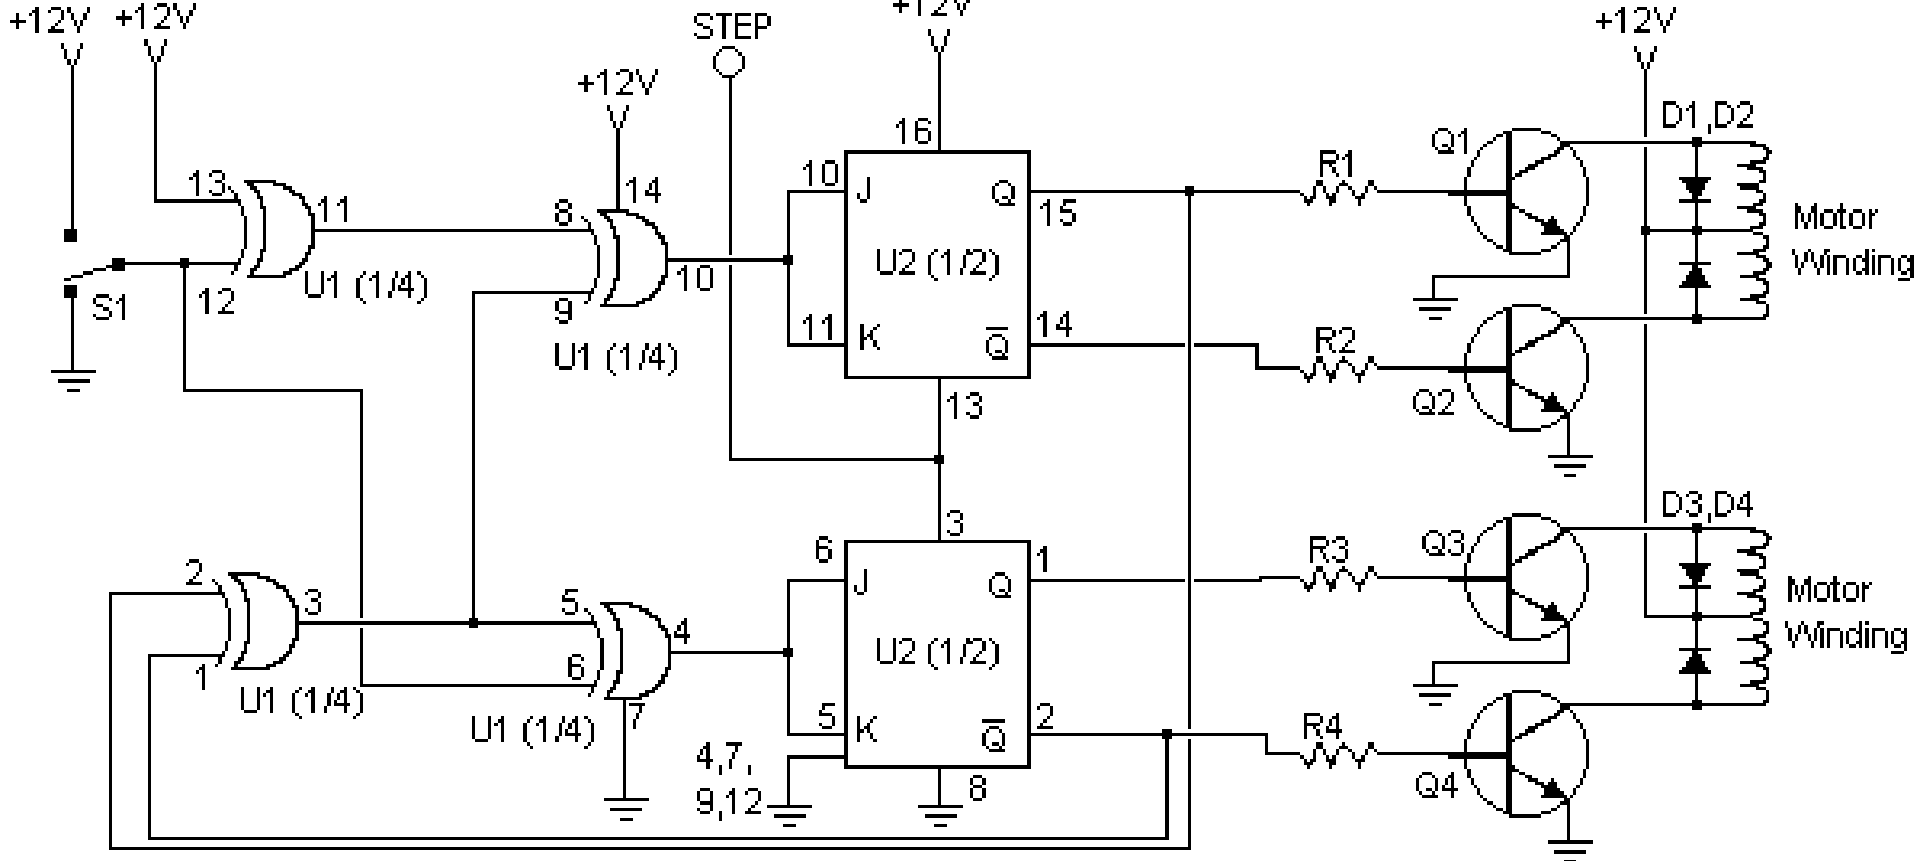 +12V
+12V
STEP
+12V
+12V
+12V
D1,D2
Q1
16
14
13
11
8
10
J
Q
15
R1
Motor
Winding
U2 (1/2)
U1 (1/4)
12
S1
9
10
U1 (1/4)
11
K
Q
14
R2
Q2
13
3
D3,D4
Q3
2
3
5
4
6
J
Q
1
R3
Motor
Winding
U2 (1/2)
1
6
U1 (1/4)
U1 (1/4)
7
5
K
Q
2
R4
Q4
4,7,
9,12
8